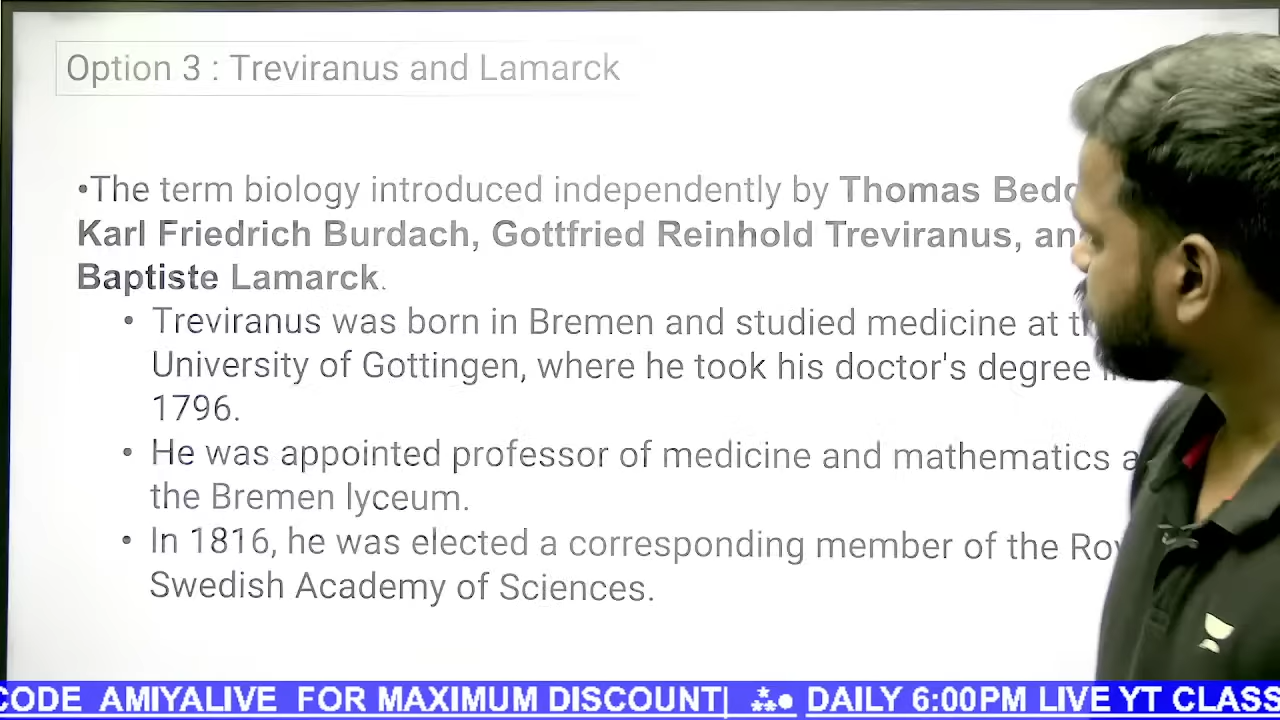 Option 3 : Treviranus and Lamarck
•The term biology introduced independently by Thomas
Karl Friedrich Burdach, Gottfried Reinhold Treviranus,
Baptiste Lamarck.
• Treviranus was born in Bremen and studied medicine at
University of Gottingen, where he took his doctor's degree
1796.
• He was appointed professor of medicine and mathematics
the Bremen lyceum.
• In 1816, he was elected a corresponding member of the
Swedish Academy of Sciences.
CODE AMIYALIVE FOR MAXIMUM DISCOUNT| DAILY 6:00PM LIVE YT CLASS